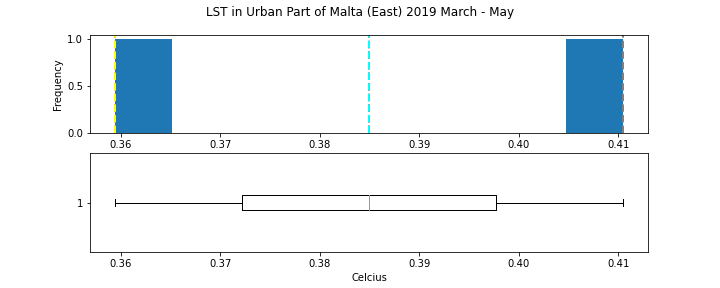 LST in Urban Part of Malta (East) 2019 March - May
1.0
0.5
0.0
Frequency
0.36 0.37 0.38 0.39 0.40 0.41
1
0.36 0.37 0.38 0.39 0.40 0.41
Celcius